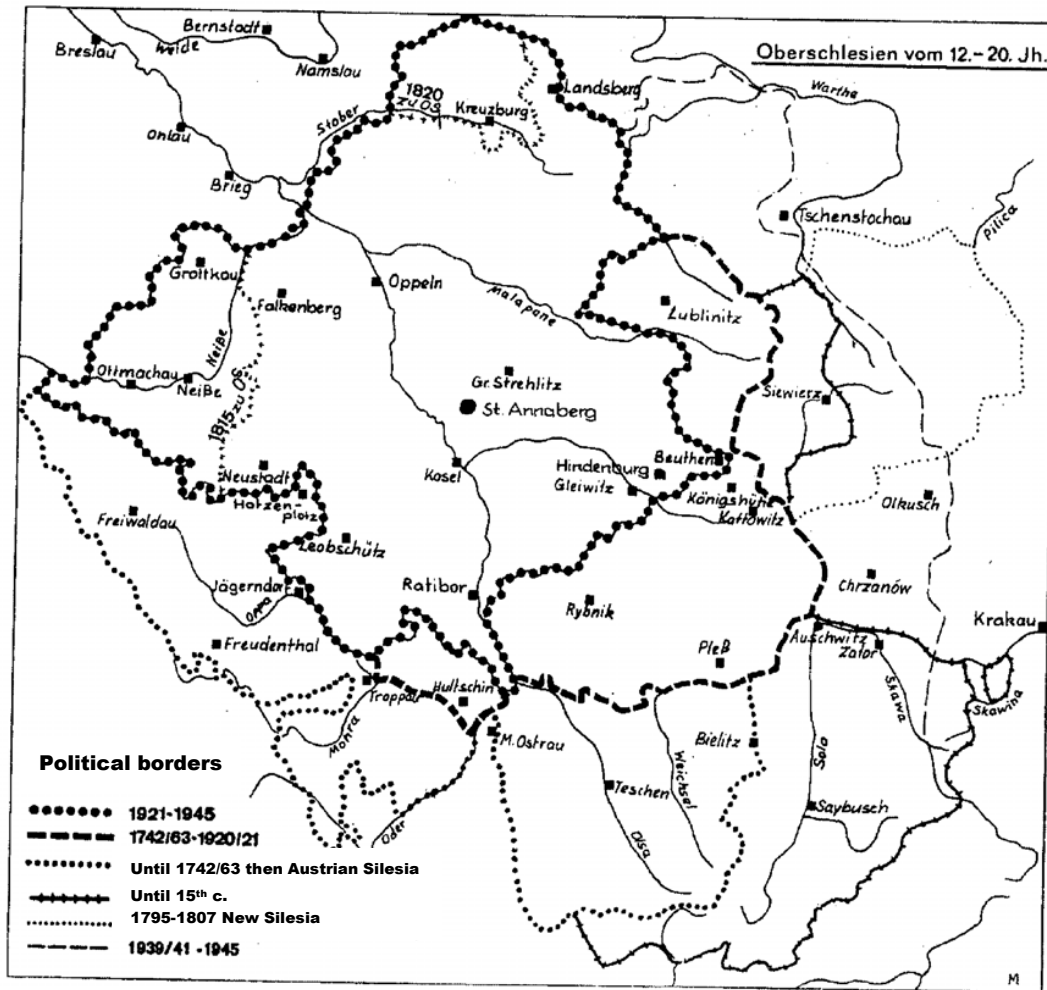 Oberschlesien vom 12.-20. Jh.
Bernstadt
Weide
Breslau
Namslau
Landsberg
Warthe
1820
zu OS
Kreuzburg
Stober
Ohlau
Brieg
Tschenstochau
Pilica
Grottkau
Oppeln
Falkenberg
Malapane
Lublinitz
Neiße
Ottmachau
Neiße
1815 zu OS
Gr. Strehlitz
St. Annaberg
Siewierz
Neustadt
Kosel
Hindenburg
Beuthen
Gleiwitz
Königshütte
Kattowitz
Olkusch
Hotzen-
plotz
Freiwaldau
Leobschütz
Jägerndorf
Oppa
Ratibor
Rybnik
Chrzanów
Krakau
Freudenthal
Pleß
Auschwitz
Zator
Skawa
Skawina
Troppau
Hultschin
Mohra
M. Ostrau
Bielitz
Sola
Weichsel
Teschen
Saybusch
Olsa
Oder
Political borders
1921-1945
1742/63-1920/21
Until 1742/63 then Austrian Silesia
Until 15th c.
1795-1807 New Silesia
1939/41 -1945
M